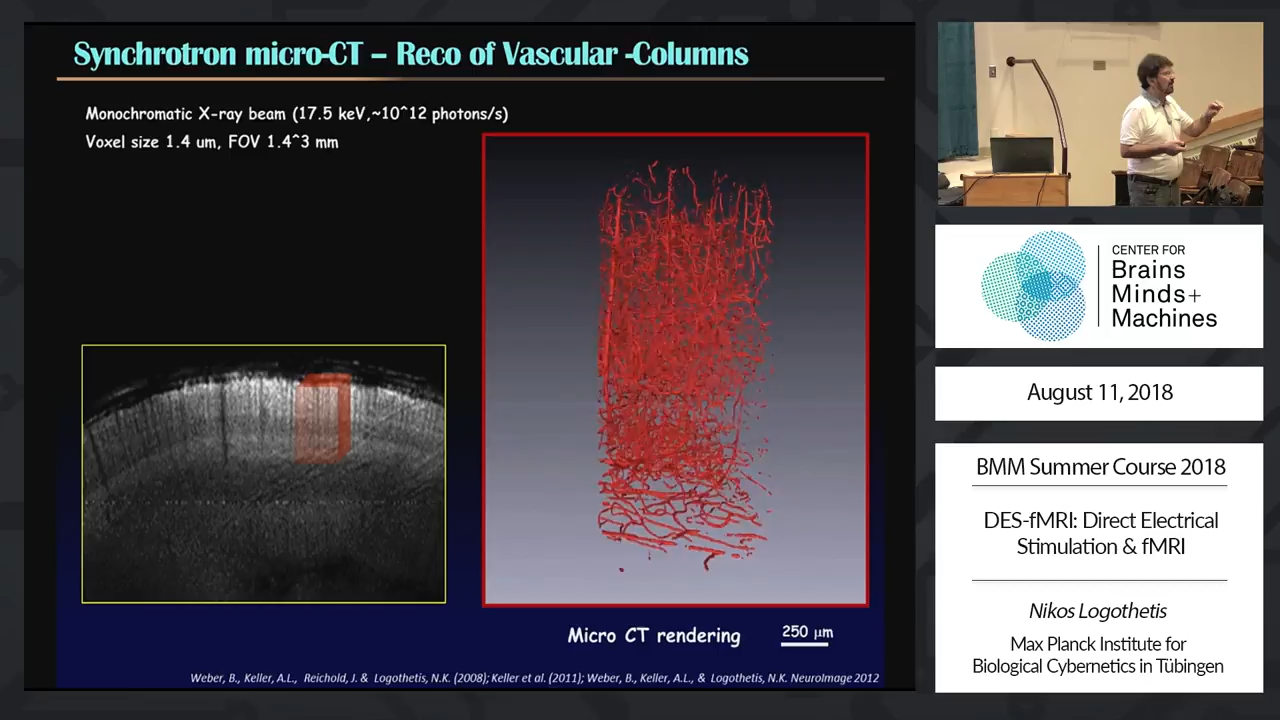 Synchrotron micro-CT – Reco of Vascular -Columns
Monochromatic X-ray beam (17.5 keV,~10^12 photons/s)
Voxel size 1.4 um, FOV 1.4^3 mm
Micro CT rendering
250 µm
Weber, B., Keller, A.L., Reichold, J. & Logothetis, N.K. (2008); Keller et al. (2011); Weber, B., Keller, A.L., & Logothetis, N.K. NeuroImage 2012
CENTER FOR
Brains
Minds+
Machines
August 11, 2018
BMM Summer Course 2018
DES-fMRI: Direct Electrical
Stimulation & fMRI
Nikos Logothetis
Max Planck Institute for
Biological Cybernetics in Tübingen